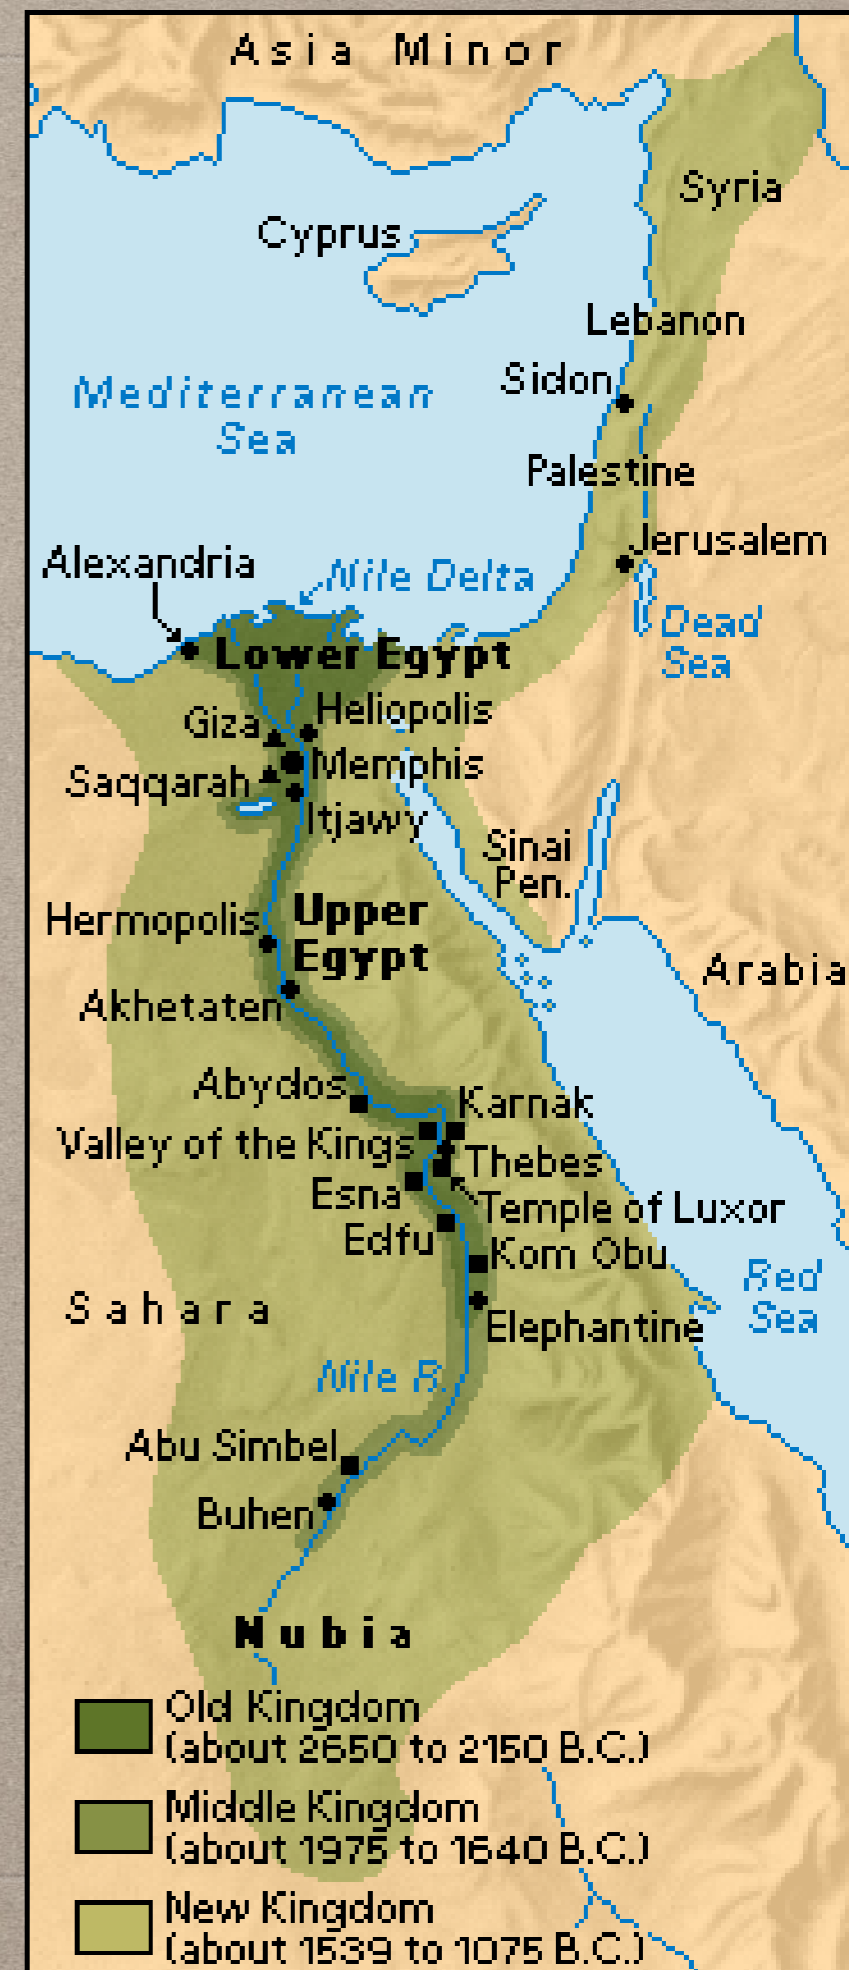 Asia Minor
Syria
Cyprus
Lebanon
Sidon
Mediterranean
Sea
Palestine
Jerusalem
Alexandria
Nile Delta
Dead
Sea
Lower Egypt
Giza
Heliopolis
Memphis
Saqqarah
Itjawy
Sinai
Pen.
Hermopolis
Upper
Egypt
Arabia
Akhetaten
Abydos
Karnak
Valley of the Kings
Thebes
Esna
Temple of Luxor
Edfu
Kom Obu
Red
Sea
Sahara
Elephantine
Nile R.
Abu Simbel
Buhen
Nubia
Old Kingdom
(about 2650 to 2150 B.C.)
Middle Kingdom
(about 1975 to 1640 B.C.)
New Kingdom
(about 1539 to 1075 B.C.)